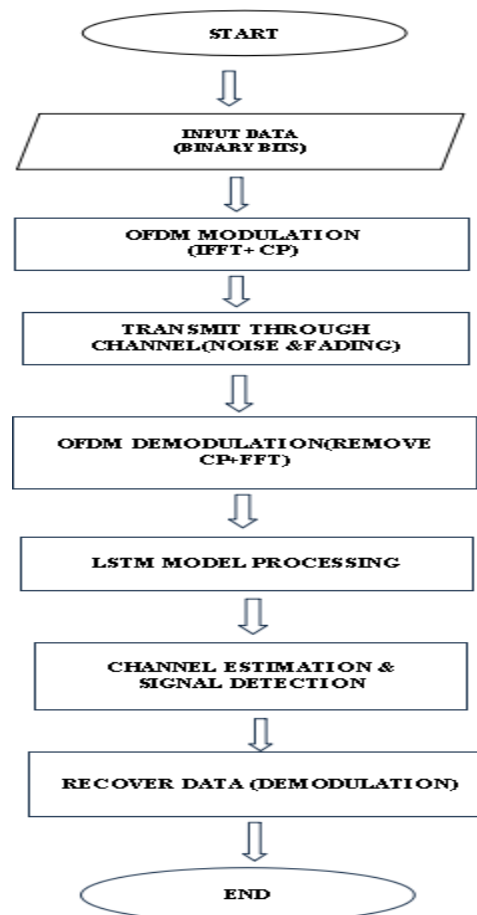 START
INPUT DATA
(BINARY BITS)
OFDM MODULATION
(IFFT+ CP)
TRANSMIT THROUGH
CHANNEL(NOISE &FADING)
OFDM DEMODULATION(REMOVE
CP+FFT)
LSTM MODEL PROCESSING
CHANNEL ESTIMATION &
SIGNAL DETECTION
RECOVER DATA (DEMODULATION)
END